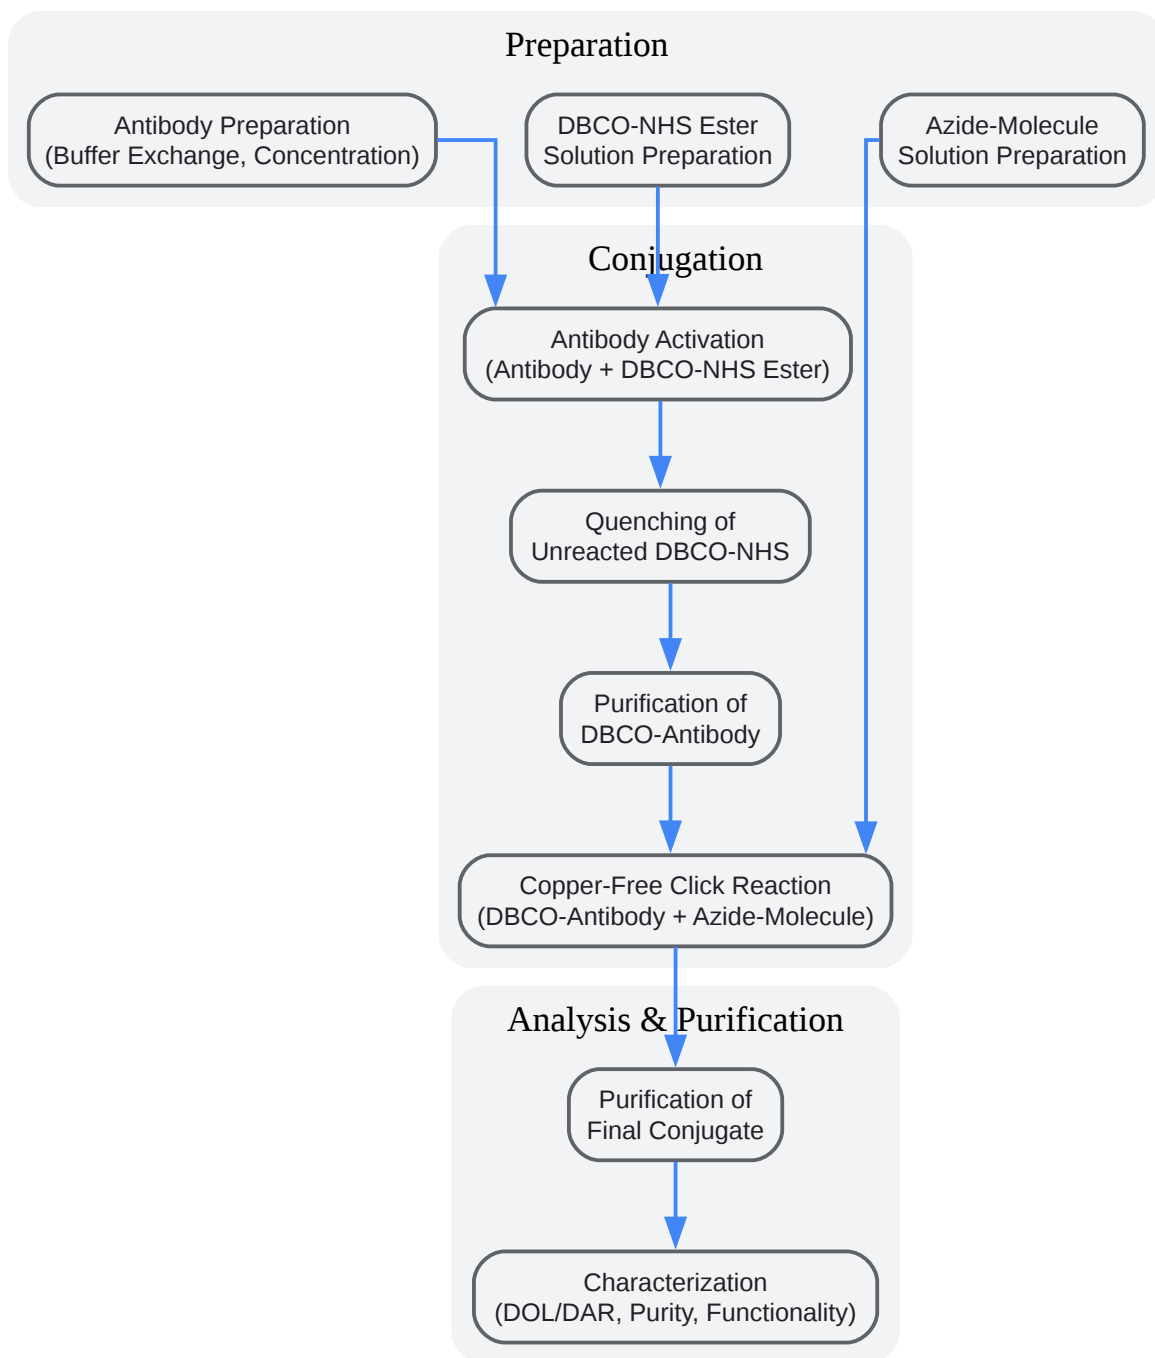 Preparation
Antibody Preparation
(Buffer Exchange, Concentration)
DBCO-NHS Ester
Solution Preparation
Azide-Molecule
Solution Preparation
Conjugation
Antibody Activation
(Antibody + DBCO-NHS Ester)
Quenching of
Unreacted DBCO-NHS
Purification of
DBCO-Antibody
Copper-Free Click Reaction
(DBCO-Antibody + Azide-Molecule)
Analysis & Purification
Purification of
Final Conjugate
Characterization
(DOL/DAR, Purity, Functionality)